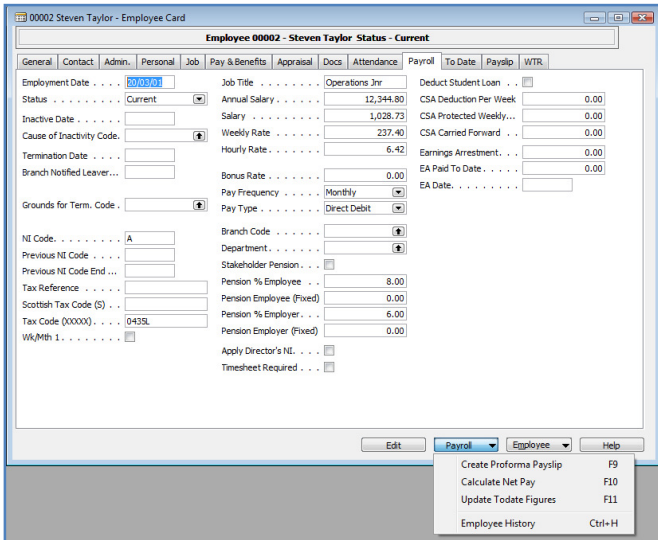 00002 Steven Taylor - Employee Card
Employee 00002 - Steven Taylor Status - Current
General Contact Admin. Personal Job Pay & Benefits Appraisal Docs Attendance Payroll To Date Payslip WTR
Employment Date . . . . 20/03/01
Status . . . . . . . . . Current
Inactive Date . . . . . .
Cause of Inactivity Code.
Termination Date . . . .
Branch Notified Leaver...
Grounds for Term. Code .
NI Code. . . . . . . . . A
Previous NI Code . . . .
Previous NI Code End ...
Tax Reference . . . . .
Scottish Tax Code (S) . .
Tax Code (XXXXX) . . . . 0435L
Wk/Mth 1. . . . . . . .
Job Title . . . . . . . . Operations Jnr
Annual Salary. . . . . . 12,344.80
Salary . . . . . . . . . 1,028.73
Weekly Rate . . . . . . 237.40
Hourly Rate. . . . . . . 6.42
Bonus Rate . . . . . . . 0.00
Pay Frequency . . . . . Monthly
Pay Type . . . . . . . . Direct Debit
Branch Code . . . . . .
Department. . . . . . .
Stakeholder Pension . . .
Pension % Employee . . 8.00
Pension Employee (Fixed) 0.00
Pension % Employer. . . 6.00
Pension Employer (Fixed) 0.00
Apply Director's NI. . . .
Timesheet Required . . .
Deduct Student Loan . .
CSA Deduction Per Week 0.00
CSA Protected Weekly... 0.00
CSA Carried Forward . . 0.00
Earnings Arrestment. . . 0.00
EA Paid To Date. . . . . 0.00
EA Date. . . . . . . . .
Edit Payroll Employee Help
Create Proforma Payslip F9
Calculate Net Pay F10
Update Todate Figures F11
Employee History Ctrl+H